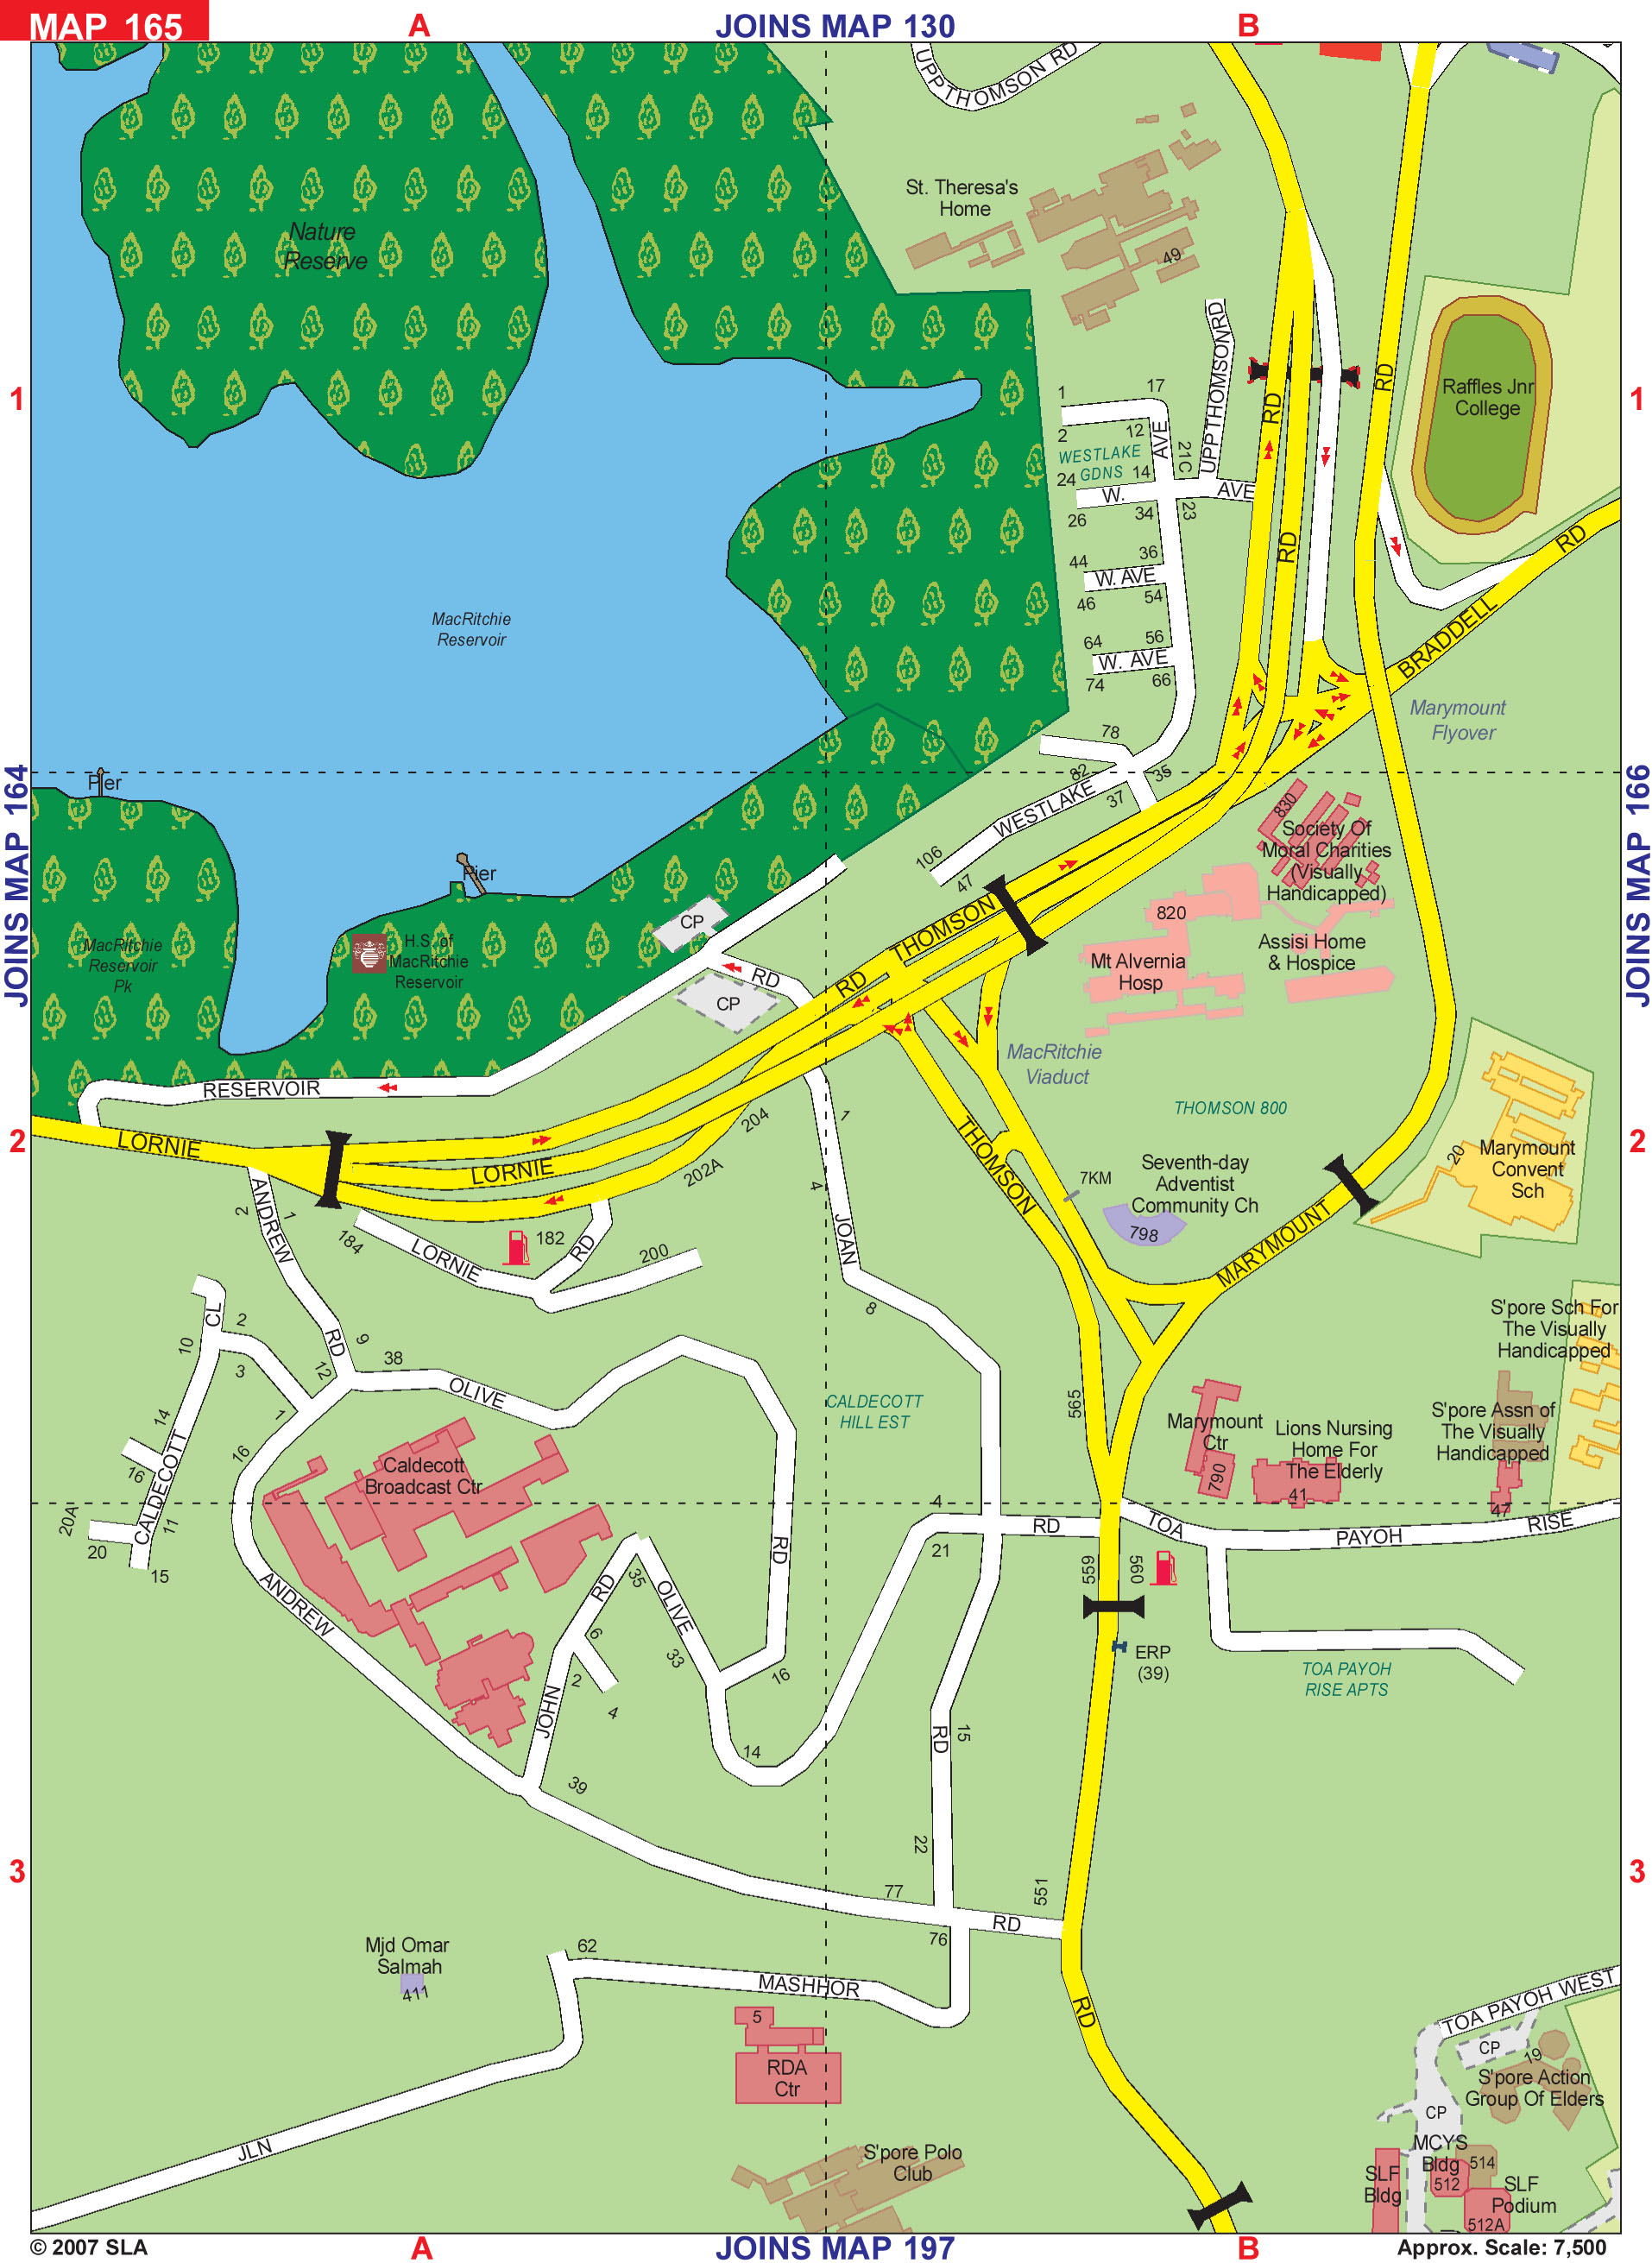 MAP 165
A
JOINS MAP 130
B
UPP THOMSON RD
St. Theresa's
Home
49
Nature
Reserve
1
1
Raffles Jnr
College
RD
RD
RD
UPP THOMSON RD
1
17
2
12
AVE
21C
WESTLAKE
GDNS
24
14
W.
AVE
26
34
23
44
36
W. AVE
46
54
64
56
W. AVE
74
66
78
82
35
37
WESTLAKE
106
47
BRADDELL
RD
Marymount
Flyover
MacRitchie
Reservoir
Pier
Pier
JOINS MAP 164
JOINS MAP 166
MacRitchie
Reservoir
Pk
H.S. of
MacRitchie
Reservoir
CP
CP
RD
RD
THOMSON
830
Society Of
Moral Charities
(Visually
Handicapped)
820
Mt Alvernia
Hosp
Assisi Home
& Hospice
MacRitchie
Viaduct
THOMSON 800
RESERVOIR
2
2
LORNIE
LORNIE
204
202A
1
4
JOAN
8
THOMSON
7KM
Seventh-day
Adventist
Community Ch
798
MARYMOUNT
20
Marymount
Convent
Sch
ANDREW
2
1
184
LORNIE
182
RD
200
CL
2
10
3
RD
9
12
38
OLIVE
1
14
16
16
CALDECOTT
20A
20
11
15
Caldecott
Broadcast Ctr
CALDECOTT
HILL EST
565
Marymount
Ctr
790
Lions Nursing
Home For
The Elderly
41
S'pore Sch For
The Visually
Handicapped
S'pore Assn of
The Visually
Handicapped
47
4
RD
21
TOA
PAYOH
RISE
559
560
ERP
(39)
TOA PAYOH
RISE APTS
RD
ANDREW
RD
35
OLIVE
6
33
2
16
JOHN
4
14
39
RD
15
22
3
3
77
551
RD
76
Mjd Omar
Salmah
411
62
MASHHOR
5
RDA
Ctr
RD
JLN
S'pore Polo
Club
TOA PAYOH WEST
CP
19
S'pore Action
Group Of Elders
CP
MCYS
Bldg
514
512
SLF
Bldg
SLF
Podium
512A
© 2007 SLA
A
JOINS MAP 197
B
Approx. Scale: 7,500